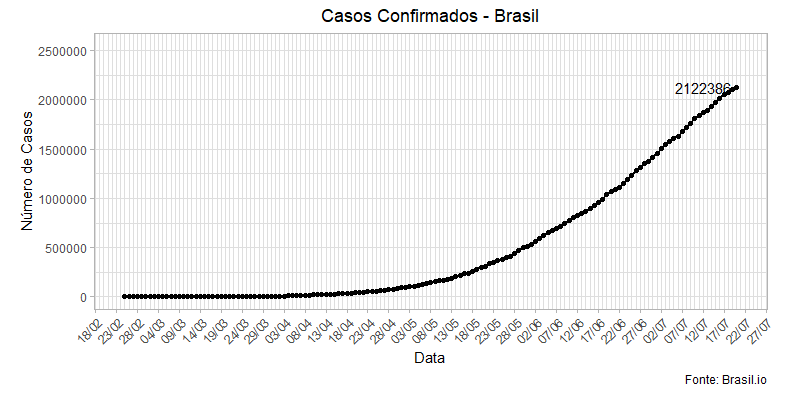 Casos Confirmados - Brasil
Número de Casos
2500000
2000000
1500000
1000000
500000
0
2122386
18/02 23/02 28/02 04/03 09/03 14/03 19/03 24/03 29/03 03/04 08/04 13/04 18/04 23/04 28/04 03/05 08/05 13/05 18/05 23/05 28/05 02/06 07/06 12/06 17/06 22/06 27/06 02/07 07/07 12/07 17/07 22/07 27/07
Data
Fonte: Brasil.io